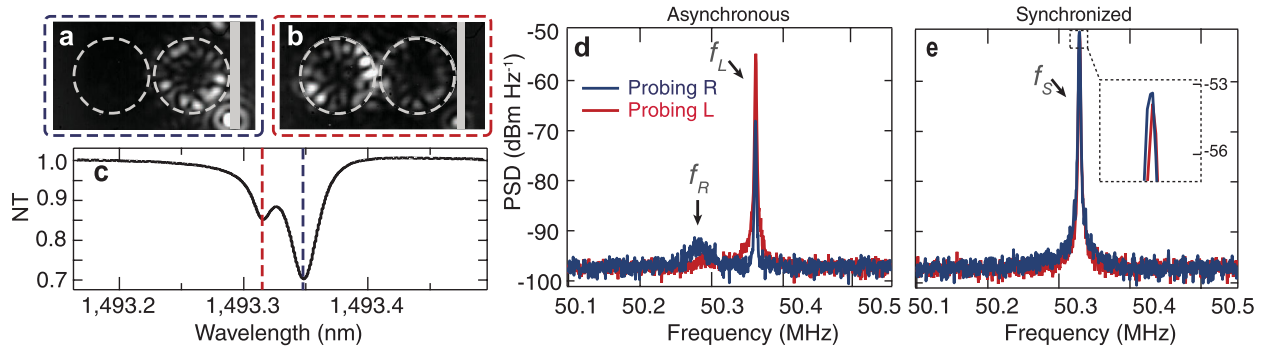 Asynchronous
Synchronized
a
b
d
e
-50
-60
-70
-80
-90
-100
PSD (dBm Hz-1)
fL
fR
Probing R
Probing L
fS
-53
-56
c
1.0
0.9
0.8
0.7
NT
1,493.2
1,493.3
1,493.4
Wavelength (nm)
50.1
50.2
50.3
50.4
50.5
Frequency (MHz)
50.1
50.2
50.3
50.4
50.5
Frequency (MHz)